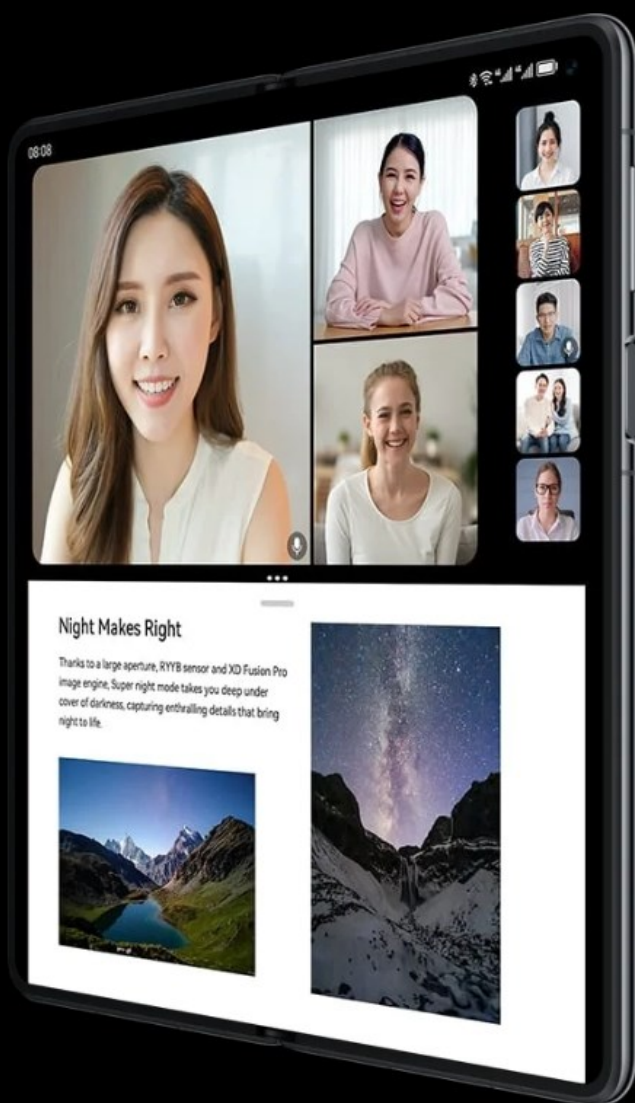 08:08
Night Makes Right
Thanks to a large aperture, RYYB sensor and XD Fusion Pro
image engine, Super night mode takes you deep under
cover of darkness, capturing enthralling details that bring
night to life.